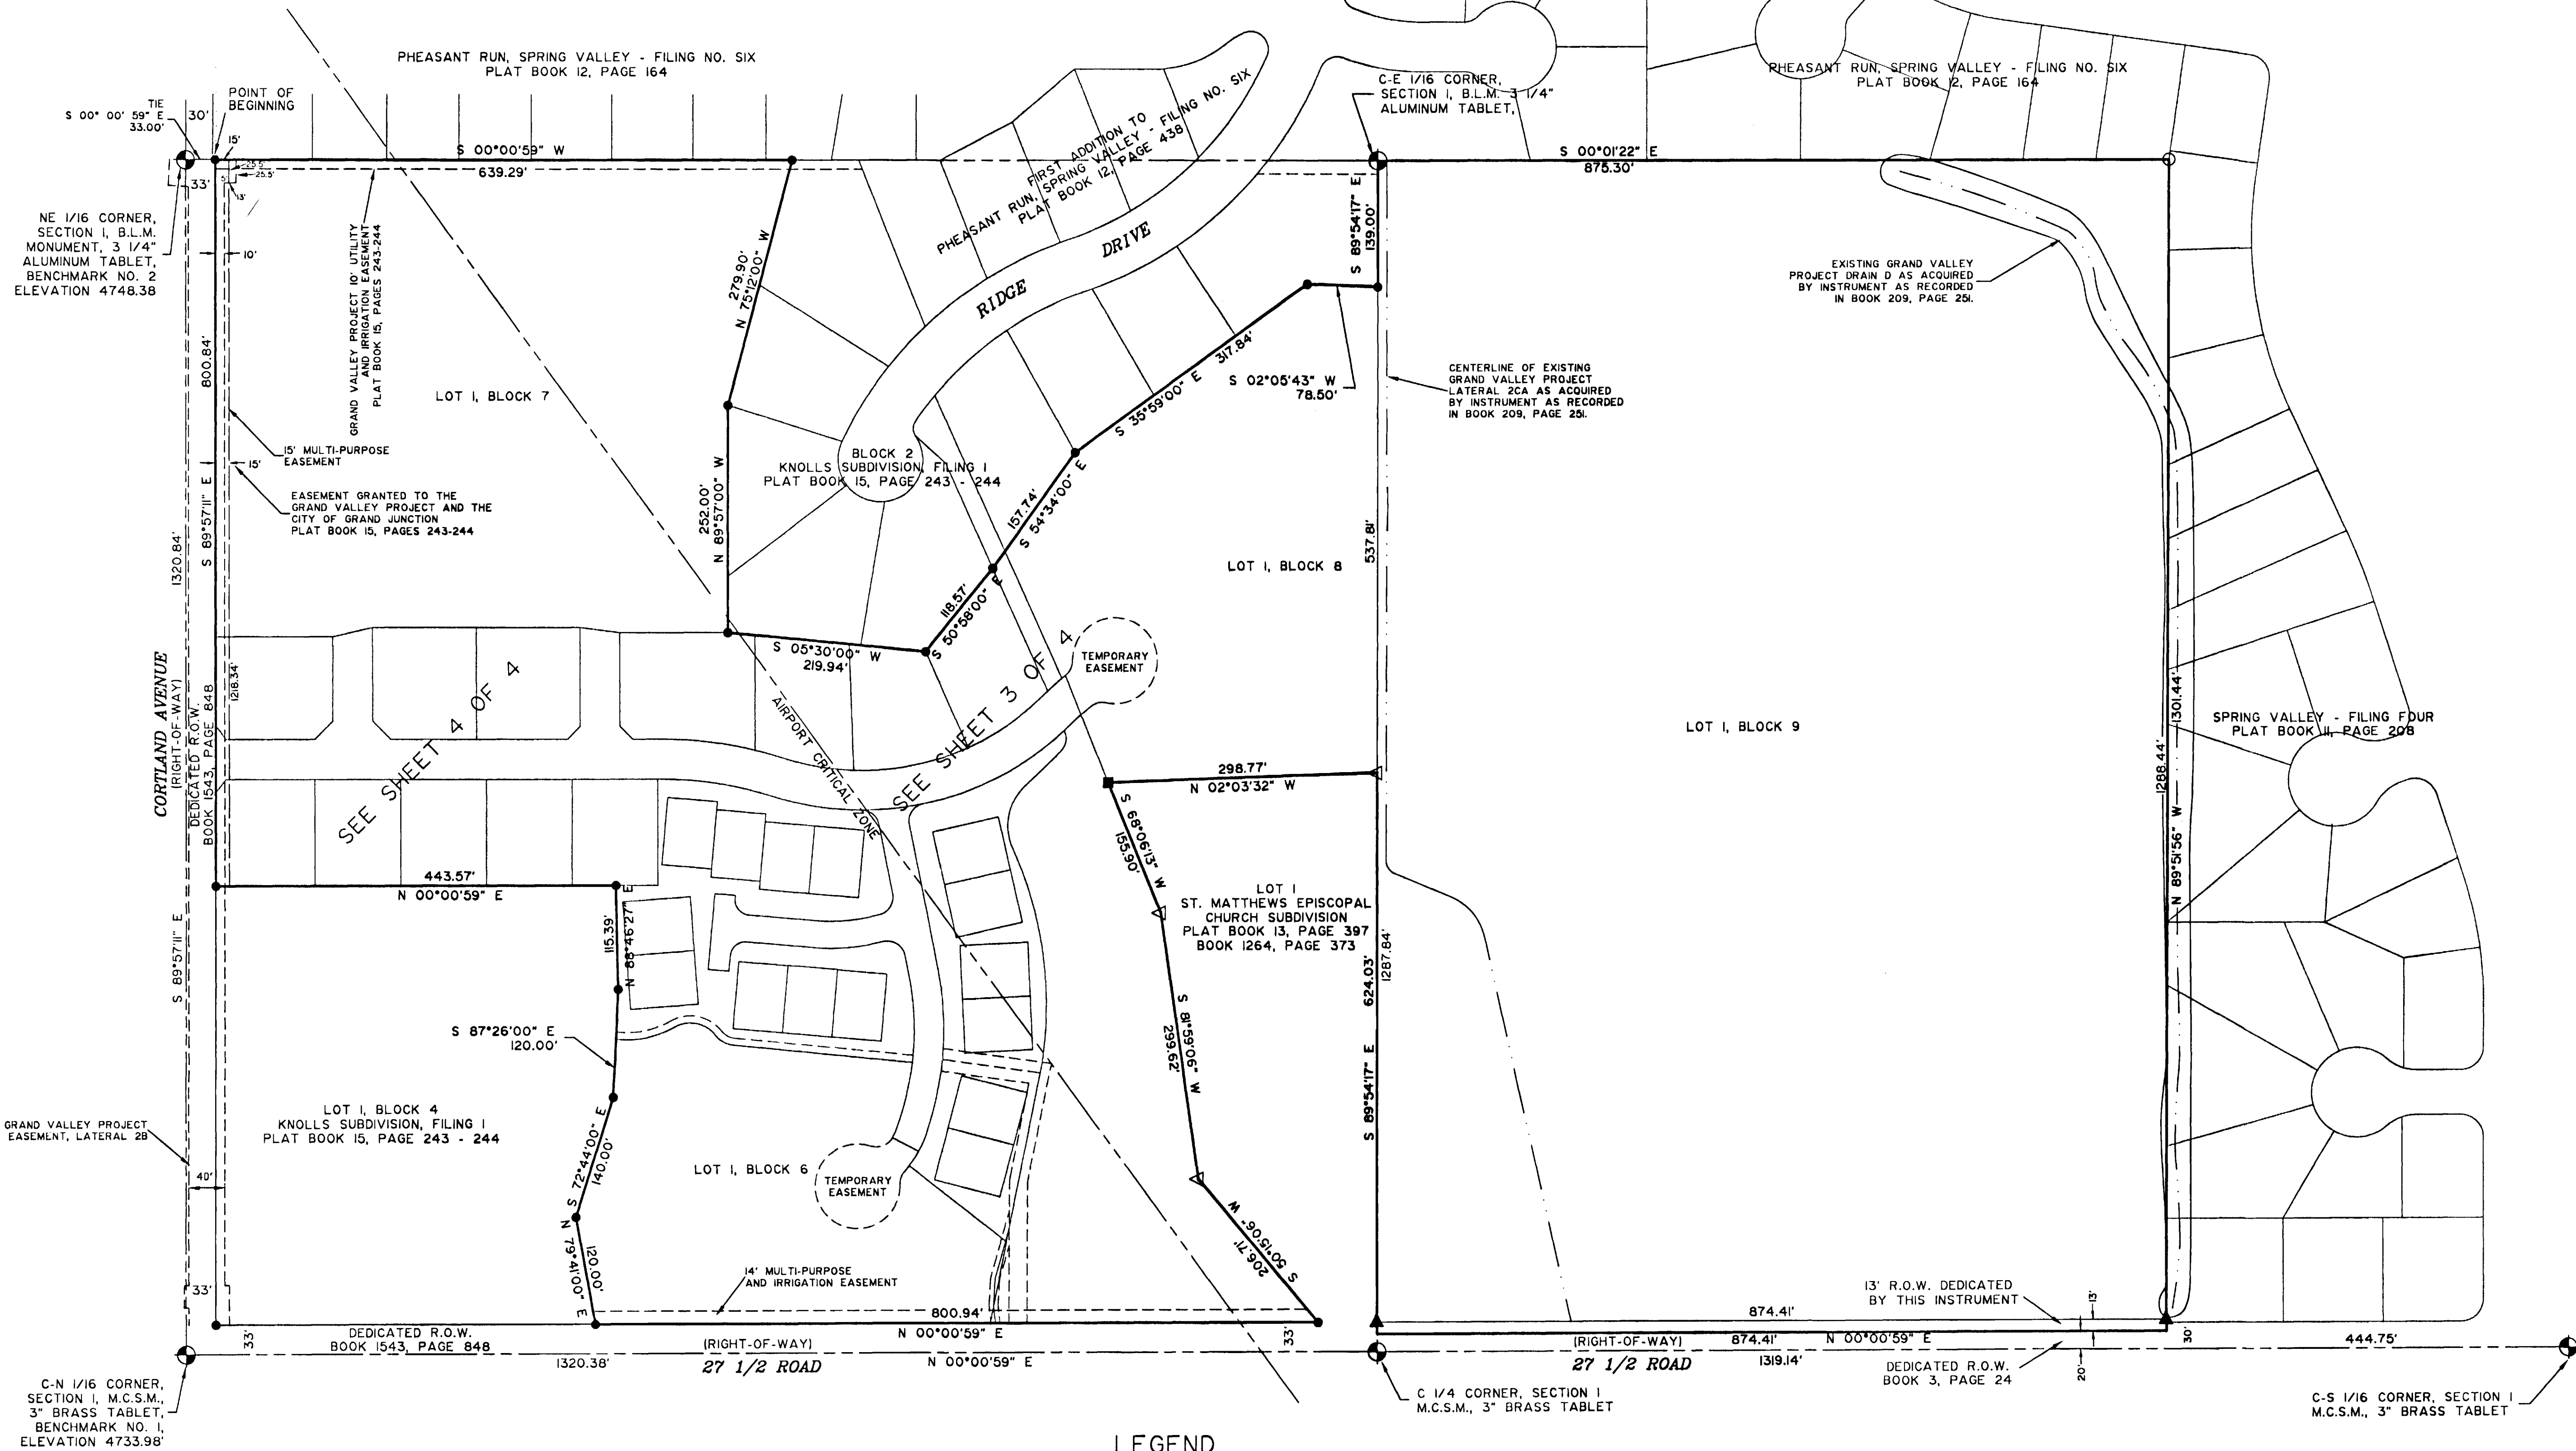 PHEASANT RUN, SPRING VALLEY - FILING NO. SIX
PLAT BOOK 12, PAGE 164
PHEASANT RUN, SPRING VALLEY - FILING NO. SIX
PLAT BOOK 12, PAGE 164
C-E 1/16 CORNER,
SECTION 1, B.L.M. 3 1/4"
ALUMINUM TABLET,
POINT OF
BEGINNING
TIE
S 00° 00' 59" E
33.00'
30'
15'
25.5'
25.5'
5'
13'
33'
S 00°00'59" W
639.29'
S 00°01'22" E
875.30'
FIRST ADDITION TO
PHEASANT RUN, SPRING VALLEY - FILING NO. SIX
PLAT BOOK 12, PAGE 438
NE 1/16 CORNER,
SECTION 1, B.L.M.
MONUMENT, 3 1/4"
ALUMINUM TABLET,
BENCHMARK NO. 2
ELEVATION 4748.38
10'
GRAND VALLEY PROJECT 10' UTILITY
AND IRRIGATION EASEMENT
PLAT BOOK 15, PAGES 243-244
279.90'
N 75°12'00" W
RIDGE DRIVE
S 89°54'17" E
139.00'
EXISTING GRAND VALLEY
PROJECT DRAIN D AS ACQUIRED
BY INSTRUMENT AS RECORDED
IN BOOK 209, PAGE 251.
800.84'
S 89°57'11" E
LOT 1, BLOCK 7
317.84'
S 35°59'00" E
S 02°05'43" W
78.50'
CENTERLINE OF EXISTING
GRAND VALLEY PROJECT
LATERAL 2CA AS ACQUIRED
BY INSTRUMENT AS RECORDED
IN BOOK 209, PAGE 251.
15' MULTI-PURPOSE
EASEMENT
15'
EASEMENT GRANTED TO THE
GRAND VALLEY PROJECT AND THE
CITY OF GRAND JUNCTION
PLAT BOOK 15, PAGES 243-244
BLOCK 2
KNOLLS SUBDIVISION, FILING 1
PLAT BOOK 15, PAGE 243 - 244
252.00'
N 89°57'00" W
157.74'
S 54°34'00" E
118.57'
S 50°58'00" E
1320.84'
537.81'
LOT 1, BLOCK 8
S 05°30'00" W
219.94'
TEMPORARY
EASEMENT
SEE SHEET 4 OF 4
SEE SHEET 3 OF 4
AIRPORT CRITICAL ZONE
CORTLAND AVENUE
(RIGHT-OF-WAY)
DEDICATED R.O.W.
BOOK 1543, PAGE 848
1218.34'
LOT 1, BLOCK 9
1301.44'
1288.44'
N 89°51'56" W
SPRING VALLEY - FILING FOUR
PLAT BOOK 11, PAGE 208
298.77'
N 02°03'32" W
S 68°06'13" W
155.90'
443.57'
N 00°00'59" E
115.39'
N 88°46'27" E
LOT 1
ST. MATTHEWS EPISCOPAL
CHURCH SUBDIVISION
PLAT BOOK 13, PAGE 397
BOOK 1264, PAGE 373
S 89°57'11" E
624.03'
1287.84'
S 89°54'17" E
S 81°59'06" W
299.62'
S 87°26'00" E
120.00'
LOT 1, BLOCK 4
KNOLLS SUBDIVISION, FILING 1
PLAT BOOK 15, PAGE 243 - 244
GRAND VALLEY PROJECT
EASEMENT, LATERAL 2B
S 72°44'00" E
140.00'
LOT 1, BLOCK 6
TEMPORARY
EASEMENT
40'
N 79°41'00" E
120.00'
S 50°15'06" W
206.71'
14' MULTI-PURPOSE
AND IRRIGATION EASEMENT
33'
13' R.O.W. DEDICATED
BY THIS INSTRUMENT
13'
800.94'
874.41'
33'
DEDICATED R.O.W.
BOOK 1543, PAGE 848
N 00°00'59" E
33'
(RIGHT-OF-WAY)
27 1/2 ROAD
1320.38'
N 00°00'59" E
(RIGHT-OF-WAY)
27 1/2 ROAD
874.41'
N 00°00'59" E
1319.14'
30'
444.75'
20'
DEDICATED R.O.W.
BOOK 3, PAGE 24
C-N 1/16 CORNER,
SECTION 1, M.C.S.M.,
3" BRASS TABLET,
BENCHMARK NO. 1,
ELEVATION 4733.98'
C 1/4 CORNER, SECTION 1
M.C.S.M., 3" BRASS TABLET
C-S 1/16 CORNER, SECTION 1
M.C.S.M., 3" BRASS TABLET
LEGEND